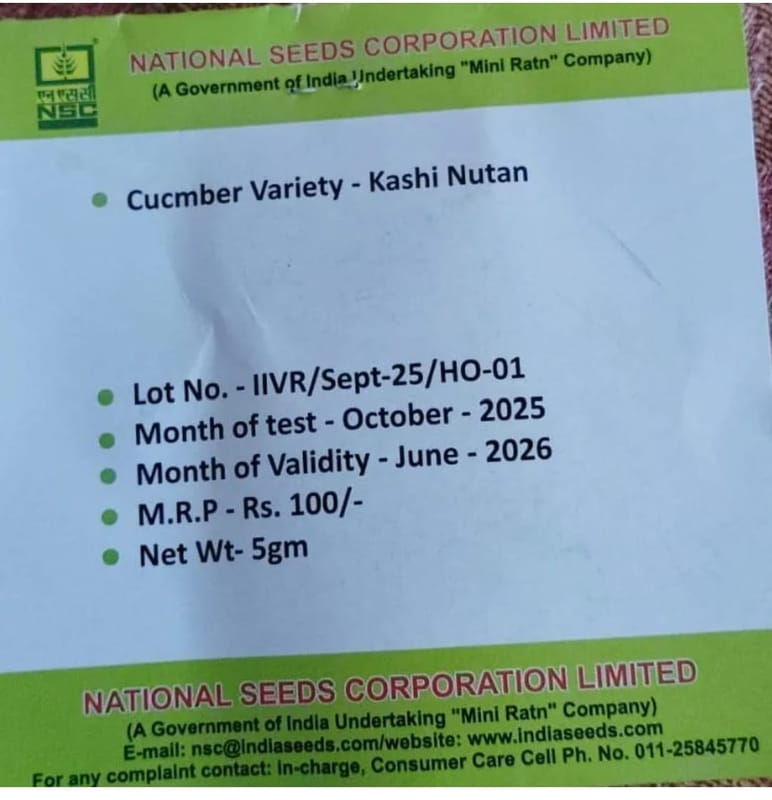 NATIONAL SEEDS CORPORATION LIMITED
(A Government of India Undertaking "Mini Ratn" Company)
एन एस सी
NSC
Cucmber Variety - Kashi Nutan
Lot No. - IIVR/Sept-25/HO-01
Month of test - October - 2025
Month of Validity - June - 2026
M.R.P - Rs. 100/-
Net Wt- 5gm
NATIONAL SEEDS CORPORATION LIMITED
(A Government of India Undertaking "Mini Ratn" Company)
E-mail: nsc@indiaseeds.com/website: www.indiaseeds.com
For any complaint contact: In-charge, Consumer Care Cell Ph. No. 011-25845770